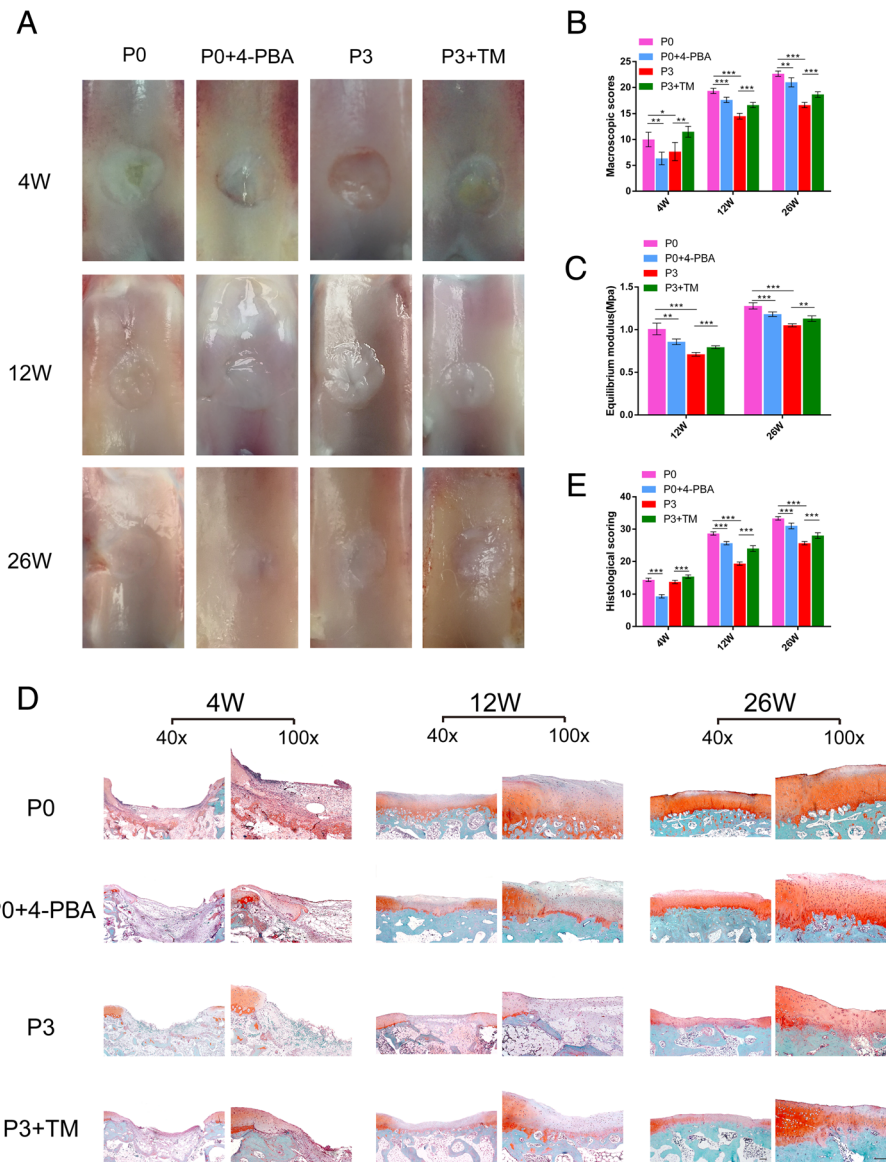 A
P0 P0+4-PBA P3 P3+TM
4W
12W
26W
B
P0
P0+4-PBA
P3
P3+TM
Macroscopic scores
25
20
15
10
5
0
*** *** ***
*** ** ***
* ** **
4W 12W 26W
C
P0
P0+4-PBA
P3
P3+TM
Equilibrium modulus(Mpa)
1.5
1.0
0.5
0.0
*** ** ***
*** *** **
12W 26W
E
P0
P0+4-PBA
P3
P3+TM
Histological scoring
40
30
20
10
0
*** ***
*** *** ***
*** *** ***
4W 12W 26W
D
4W 12W 26W
40x 100x 40x 100x 40x 100x
P0
P0+4-PBA
P3
P3+TM